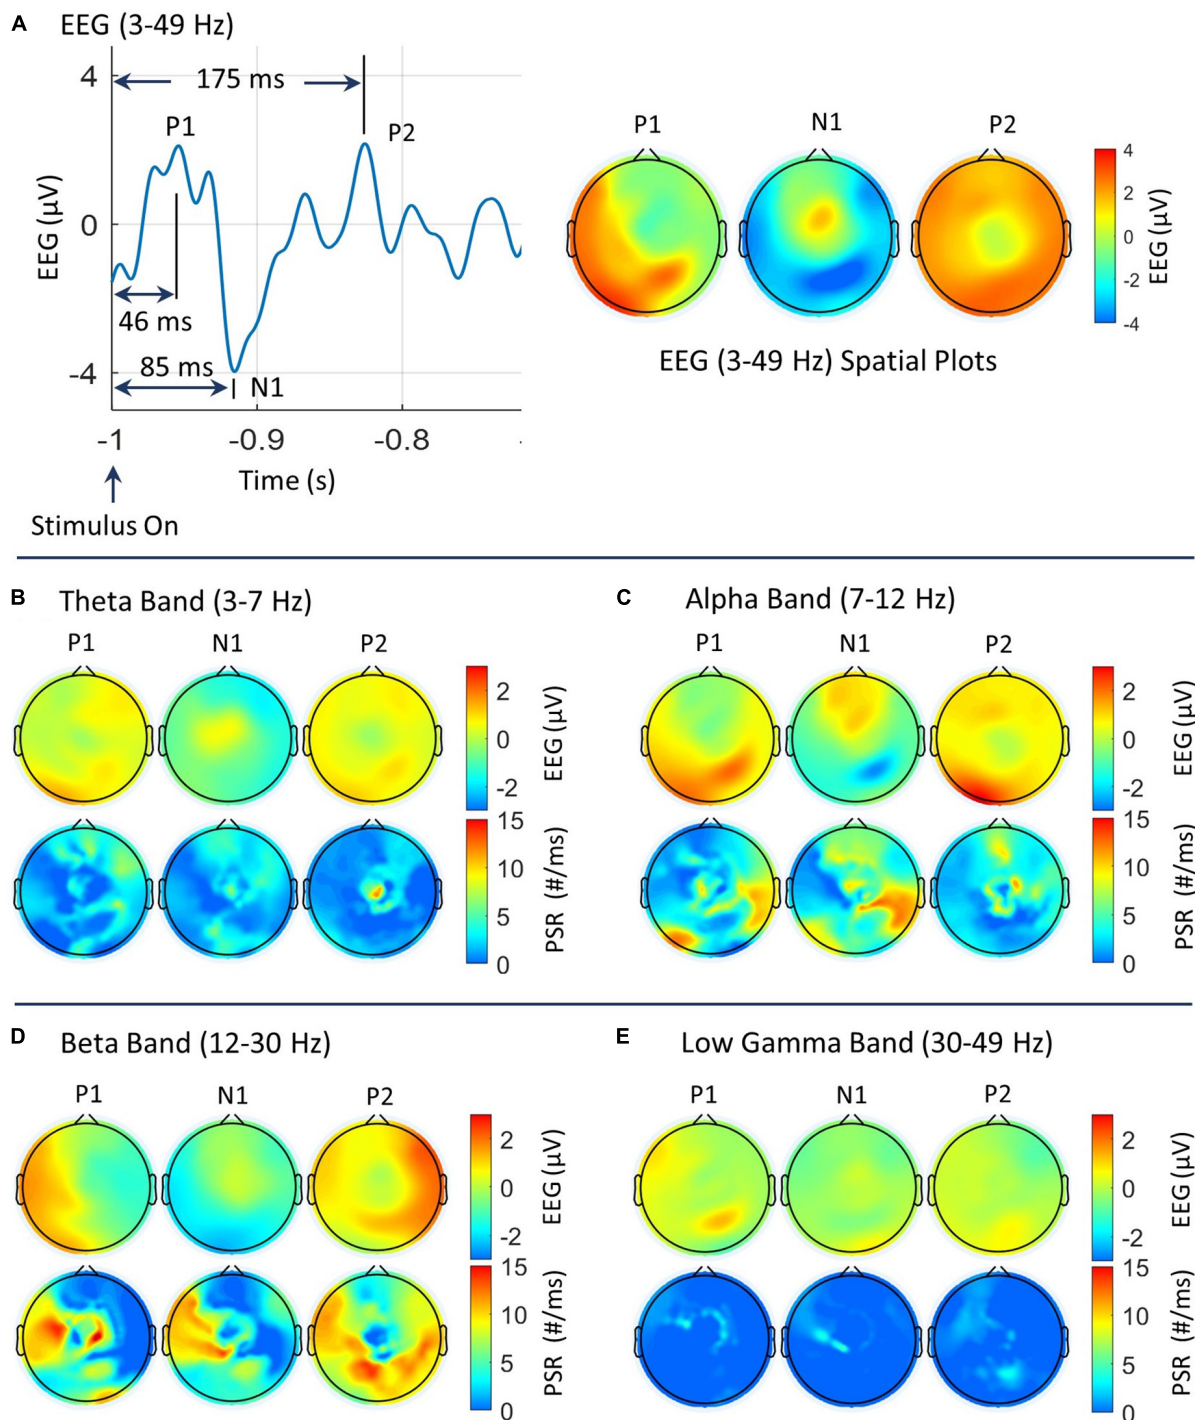 A EEG (3-49 Hz)
4
175 ms
P1
P2
EEG (μV)
0
46 ms
85 ms
-4
N1
-1 -0.9 -0.8
Time (s)
Stimulus On
P1 N1 P2
4
2
0
-2
-4
EEG (μV)
EEG (3-49 Hz) Spatial Plots
B Theta Band (3-7 Hz)
P1 N1 P2
2
0
-2
EEG (μV)
15
10
5
0
PSR (#/ms)
C Alpha Band (7-12 Hz)
P1 N1 P2
2
0
-2
EEG (μV)
15
10
5
0
PSR (#/ms)
D Beta Band (12-30 Hz)
P1 N1 P2
2
0
-2
EEG (μV)
15
10
5
0
PSR (#/ms)
E Low Gamma Band (30-49 Hz)
P1 N1 P2
2
0
-2
EEG (μV)
15
10
5
0
PSR (#/ms)